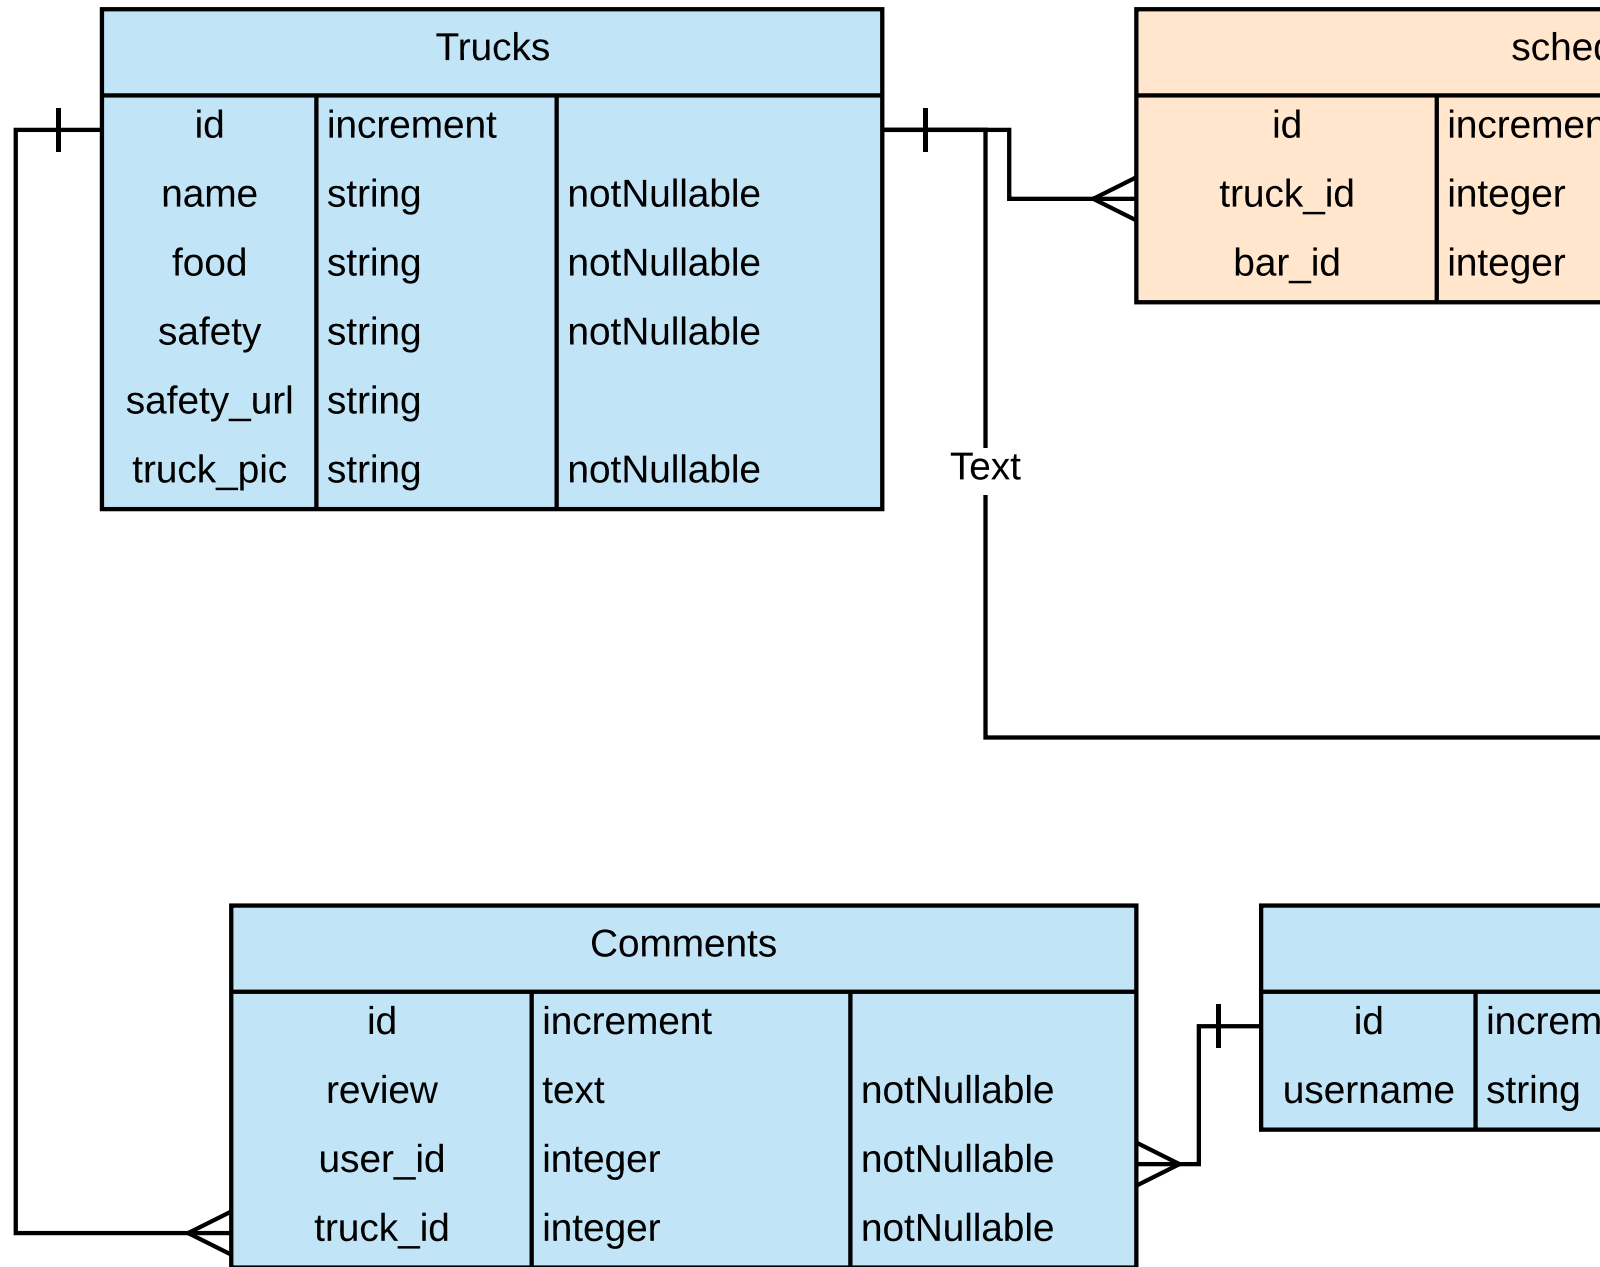 Trucks
id increment
name string notNullable
food string notNullable
safety string notNullable
safety_url string
truck_pic string notNullable
id
truck_id integer
bar_id integer
Text
Comments
id increment
review text notNullable
user_id integer notNullable
truck_id integer notNullable
id
username string